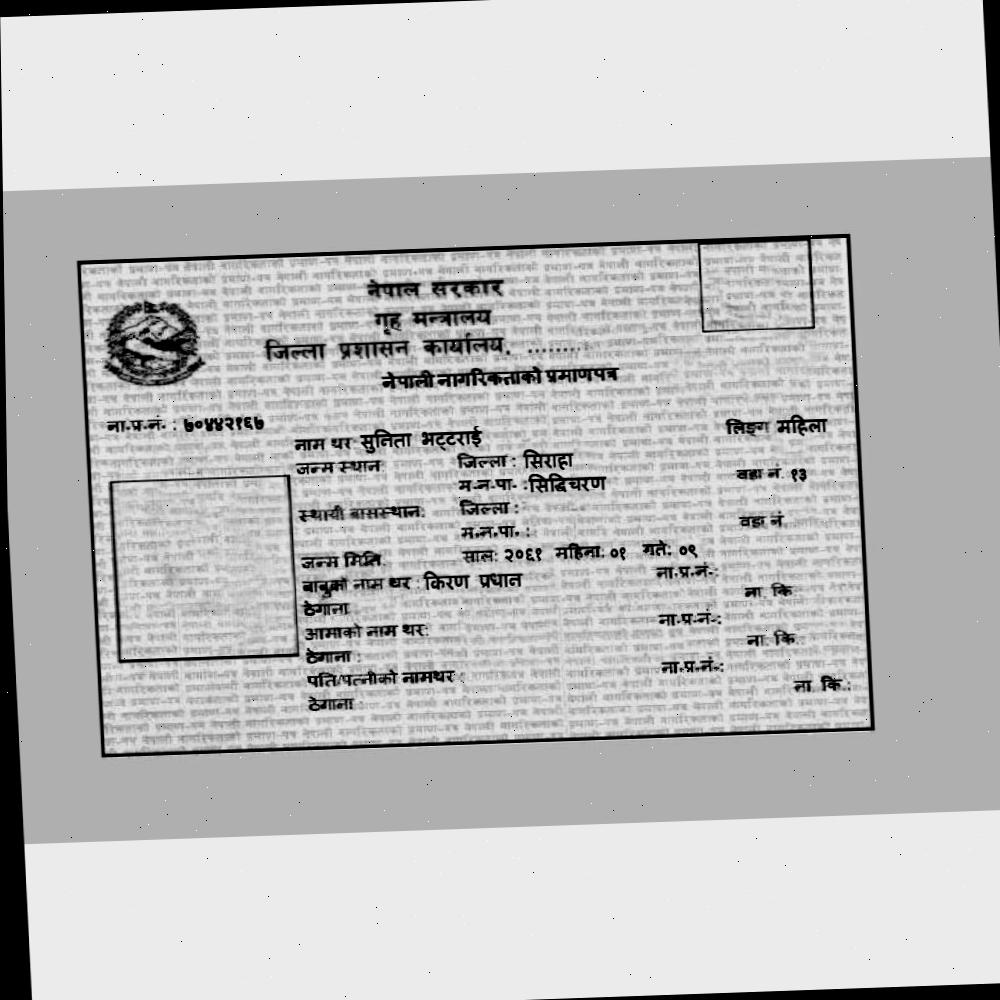 नेपाल सरकार
गृह मन्त्रालय
जिल्ला प्रशासन कार्यालय, ........
नेपाली नागरिकताको प्रमाणपत्र
ना.प्र.नं. : ७०४४२१६७
नाम थर सुनिता भट्टराई लिङ्ग महिला
जन्म स्थान: जिल्ला : सिराहा
म.न.पा. :सिद्धिचरण वडा नं. १३
स्थायी बासस्थान: जिल्ला :
म.न.पा. : वडा नं.
जन्म मिति: साल: २०६१ महिना: ०१ गते: ०९
बाबुको नाम थर : किरण प्रधान ना.प्र.नं.:
ठेगाना ना. कि.:
आमाको नाम थर: ना.प्र.नं.:
ठेगाना : ना. कि.:
पति/पत्नीको नामथर : ना.प्र.नं.:
ठेगाना : ना. कि.: